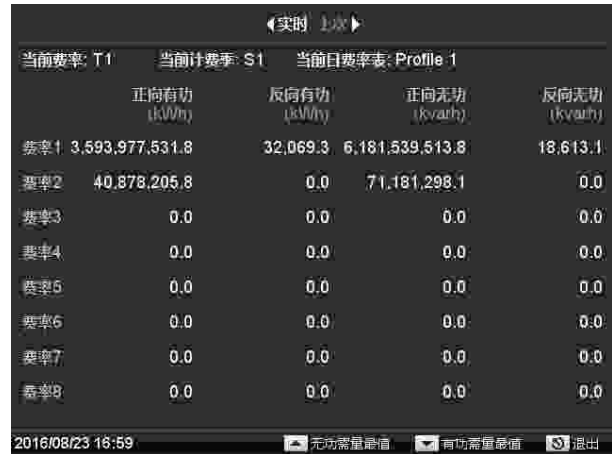 实时 上次
当前费率: T1 当前计费季: S1 当前日费率表: Profile 1
正向有功 反向有功 正向无功 反向无功
(kWh) (kWh) (kvarh) (kvarh)
费率1 3,593,977,531.8 32,069.3 6,181,539,513.8 18,613.1
费率2 40,878,205.8 0.0 71,181,298.1 0.0
费率3 0.0 0.0 0.0 0.0
费率4 0.0 0.0 0.0 0.0
费率5 0.0 0.0 0.0 0.0
费率6 0.0 0.0 0.0 0.0
费率7 0.0 0.0 0.0 0.0
费率8 0.0 0.0 0.0 0.0
2016/08/23 16:59 无功需量最值 有功需量最值 退出